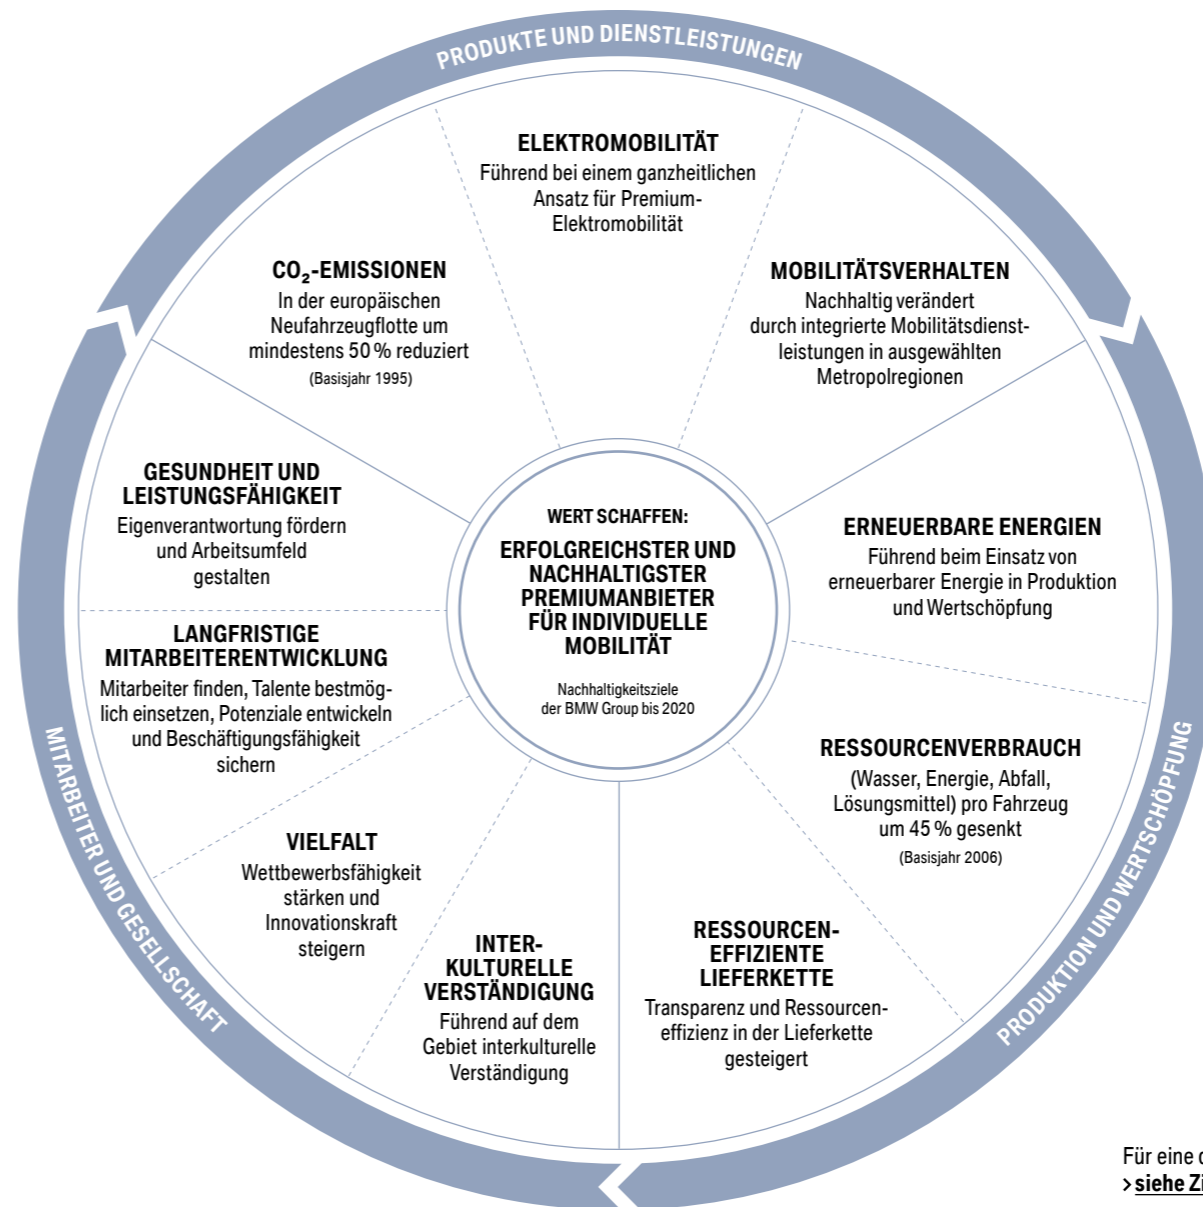 PRODUKTE UND DIENSTLEISTUNGEN
ELEKTROMOBILITÄT
Führend bei einem ganzheitlichen
Ansatz für Premium-
Elektromobilität
MOBILITÄTSVERHALTEN
Nachhaltig verändert
durch integrierte Mobilitätsdienst-
leistungen in ausgewählten
Metropolregionen
ERNEUERBARE ENERGIEN
Führend beim Einsatz von
erneuerbarer Energie in Produktion
und Wertschöpfung
RESSOURCENVERBRAUCH
(Wasser, Energie, Abfall,
Lösungsmittel) pro Fahrzeug
um 45 % gesenkt
(Basisjahr 2006)
PRODUKTION UND WERTSCHÖPFUNG
RESSOURCEN-
EFFIZIENTE
LIEFERKETTE
Transparenz und Ressourcen-
effizienz in der Lieferkette
gesteigert
INTER-
KULTURELLE
VERSTÄNDIGUNG
Führend auf dem
Gebiet interkulturelle
Verständigung
VIELFALT
Wettbewerbsfähigkeit
stärken und
Innovationskraft
steigern
MITARBEITER UND GESELLSCHAFT
LANGFRISTIGE
MITARBEITERENTWICKLUNG
Mitarbeiter finden, Talente bestmög-
lich einsetzen, Potenziale entwickeln
und Beschäftigungsfähigkeit
sichern
GESUNDHEIT UND
LEISTUNGSFÄHIGKEIT
Eigenverantwortung fördern
und Arbeitsumfeld
gestalten
CO₂-EMISSIONEN
In der europäischen
Neufahrzeugflotte um
mindestens 50 % reduziert
(Basisjahr 1995)
WERT SCHAFFEN:
ERFOLGREICHSTER UND
NACHHALTIGSTER
PREMIUMANBIETER
FÜR INDIVIDUELLE
MOBILITÄT
Nachhaltigkeitsziele
der BMW Group bis 2020
Für eine
> siehe